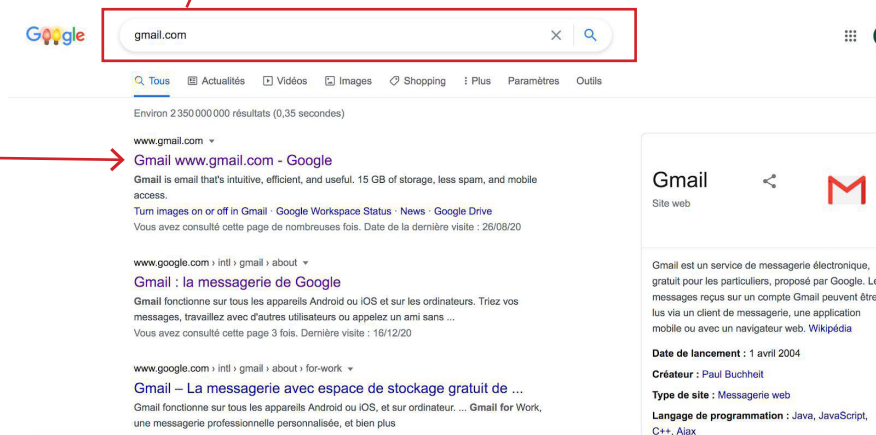 Google
gmail.com
Tous Actualités Vidéos Images Shopping Plus Paramètres Outils
Environ 2 350 000 000 résultats (0,35 secondes)
www.gmail.com
Gmail www.gmail.com - Google
Gmail is email that's intuitive, efficient, and useful. 15 GB of storage, less spam, and mobile
access.
Turn images on or off in Gmail · Google Workspace Status · News · Google Drive
Vous avez consulté cette page de nombreuses fois. Date de la dernière visite : 26/08/20
www.google.com › intl › gmail › about
Gmail : la messagerie de Google
Gmail fonctionne sur tous les appareils Android ou iOS et sur les ordinateurs. Triez vos
messages, travaillez avec d'autres utilisateurs ou appelez un ami sans ...
Vous avez consulté cette page 3 fois. Dernière visite : 16/12/20
www.google.com › intl › gmail › about › for-work
Gmail – La messagerie avec espace de stockage gratuit de ...
Gmail fonctionne sur tous les appareils Android ou iOS, et sur ordinateur. ... Gmail for Work,
une messagerie professionnelle personnalisée, et bien plus
Gmail
Site web
Gmail est un service de messagerie électronique,
gratuit pour les particuliers, proposé par Google. Le
messages reçus sur un compte Gmail peuvent être
lus via un client de messagerie, une application
mobile ou avec un navigateur web. Wikipédia
Date de lancement : 1 avril 2004
Créateur : Paul Buchheit
Type de site : Messagerie web
Langage de programmation : Java, JavaScript,
C++, Ajax